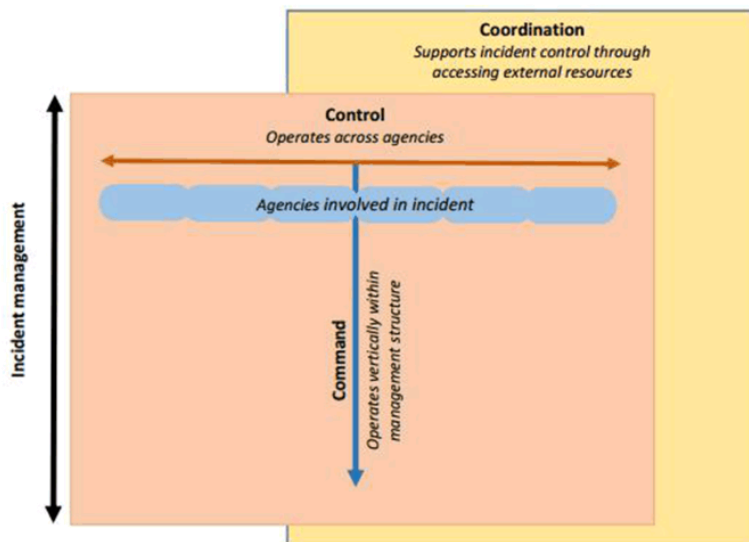 Coordination
Supports incident control through
accessing external resources
Control
Operates across agencies
Agencies involved in incident
Incident management
Command
Operates vertically within
management structure